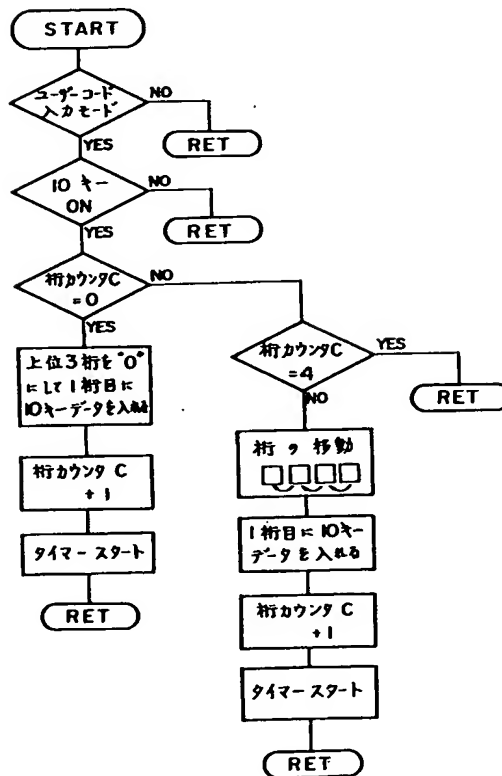 START
ユーザーコード
入力モード
NO
RET
YES
10 キー
ON
NO
RET
YES
桁カウンタC
=0
NO
YES
上位3桁を"0"
にして1桁目に
10キーデータを入れる
桁カウンタ C
+1
タイマースタート
RET
桁カウンタC
=4
YES
RET
NO
桁の移動
1桁目に10キー
データを入れる
桁カウンタ C
+1
タイマースタート
RET